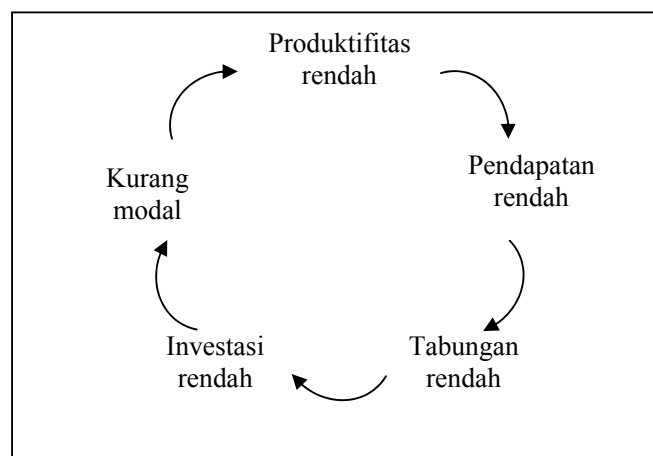 Produktifitas
rendah
Pendapatan
rendah
Tabungan
rendah
Investasi
rendah
Kurang
modal